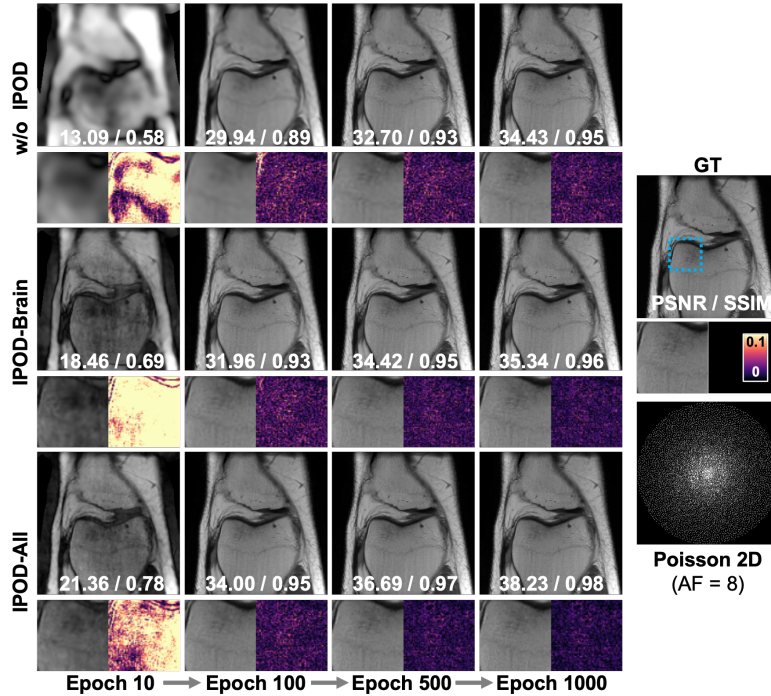 w/o IPOD
13.09 / 0.58
29.94 / 0.89
32.70 / 0.93
34.43 / 0.95
IPOD-Brain
18.46 / 0.69
31.96 / 0.93
34.42 / 0.95
35.34 / 0.96
IPOD-All
21.36 / 0.78
34.00 / 0.95
36.69 / 0.97
38.23 / 0.98
Epoch 10
Epoch 100
Epoch 500
Epoch 1000
GT
PSNR / SSIM
0.1
0
Poisson 2D
(AF = 8)